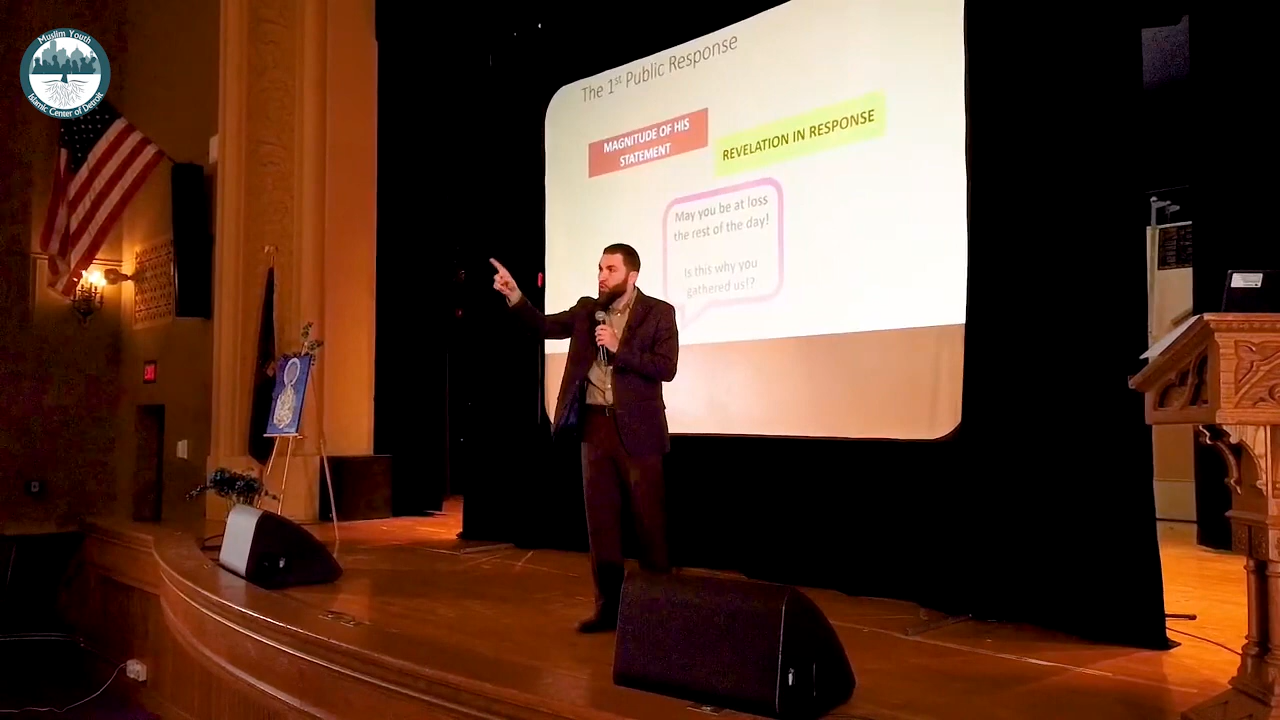 Muslim Youth
Islamic Center of Detroit
The 1st Public Response
MAGNITUDE OF HIS
STATEMENT
REVELATION IN RESPONSE
May you be at loss
the rest of the day!
Is this why you
gathered us!?